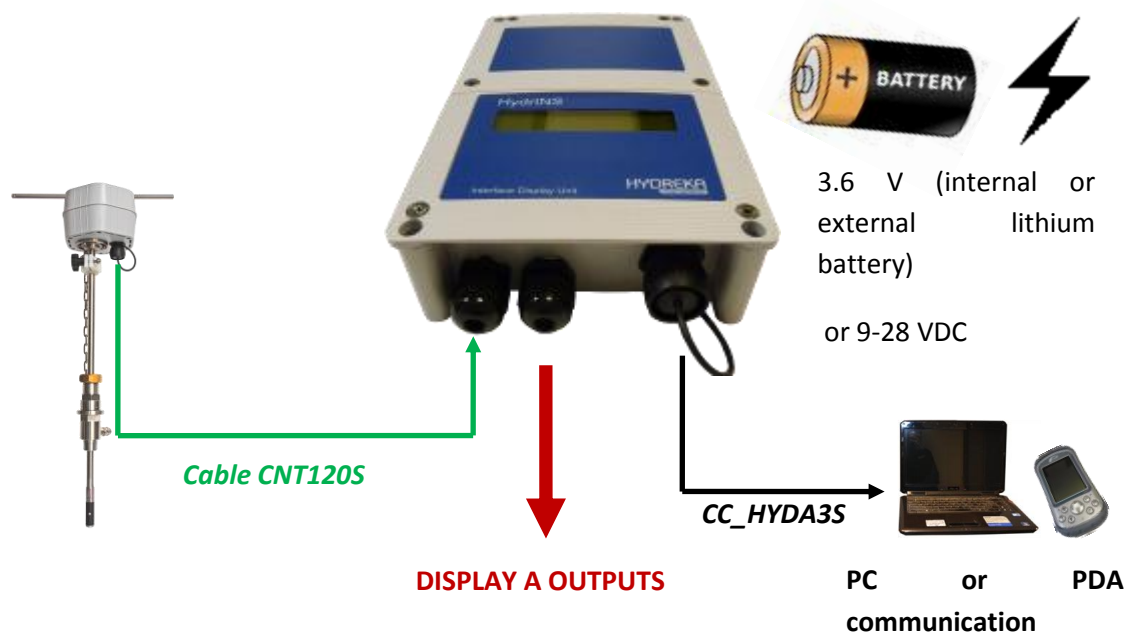 + BATTERY
HydrINS
Interface Display Unit
HYDREKA
3.6 V (internal or
external lithium
battery)
or 9-28 VDC
Cable CNT120S
CC_HYDA3S
DISPLAY A OUTPUTS
PC or PDA
communication